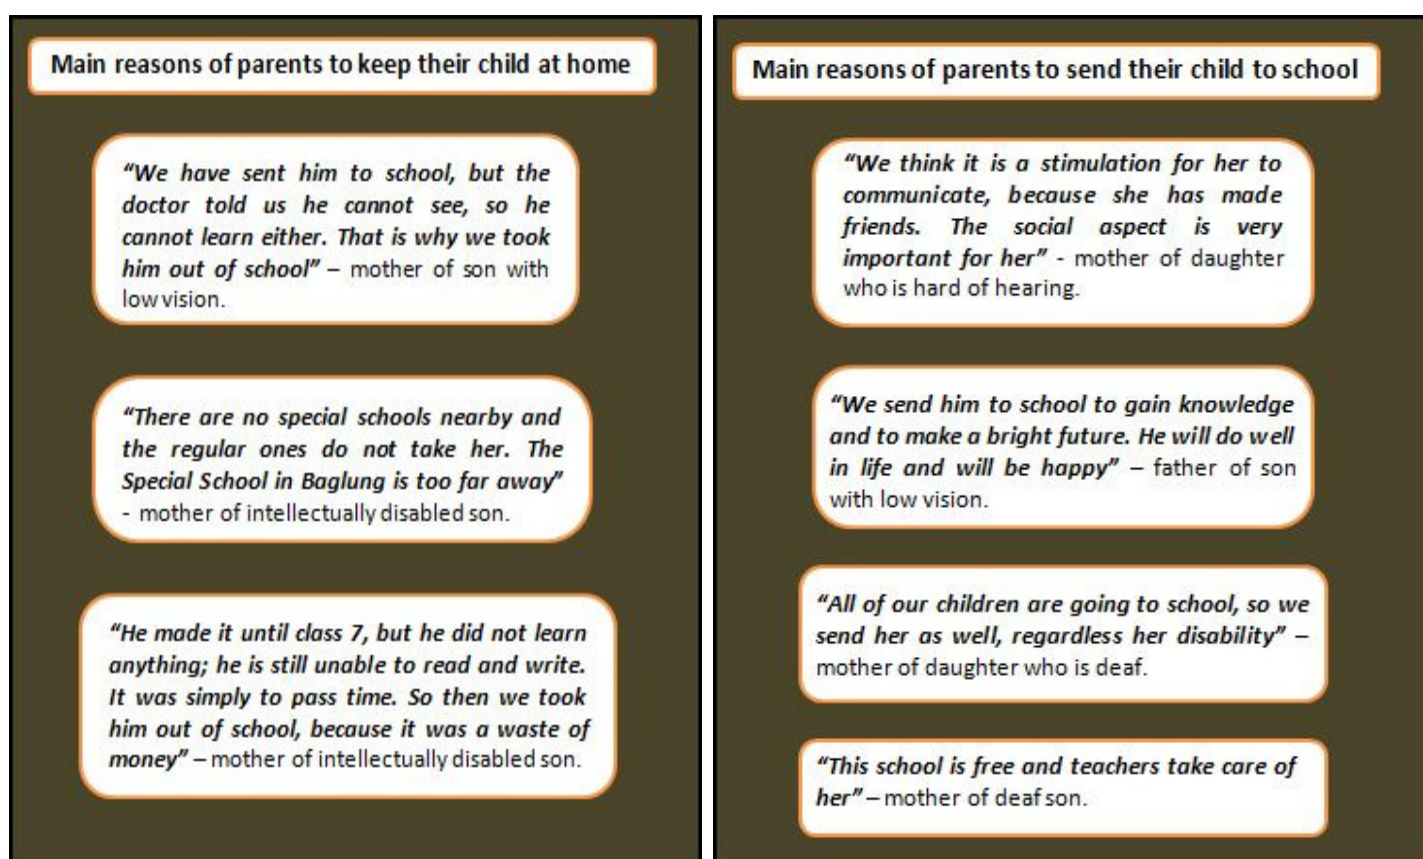 Main reasons of parents to keep their child at home
“We have sent him to school, but the
doctor told us he cannot see, so he
cannot learn either. That is why we took
him out of school” – mother of son with
low vision.
“There are no special schools nearby and
the regular ones do not take her. The
Special School in Baglung is too far away”
- mother of intellectually disabled son.
“He made it until class 7, but he did not learn
anything; he is still unable to read and write.
It was simply to pass time. So then we took
him out of school, because it was a waste of
money” – mother of intellectually disabled son.
Main reasons of parents to send their child to school
“We think it is a stimulation for her to
communicate, because she has made
friends. The social aspect is very
important for her” - mother of daughter
who is hard of hearing.
“We send him to school to gain knowledge
and to make a bright future. He will do well
in life and will be happy” – father of son
with low vision.
“All of our children are going to school, so we
send her as well, regardless her disability” –
mother of daughter who is deaf.
“This school is free and teachers take care of
her” – mother of deaf son.